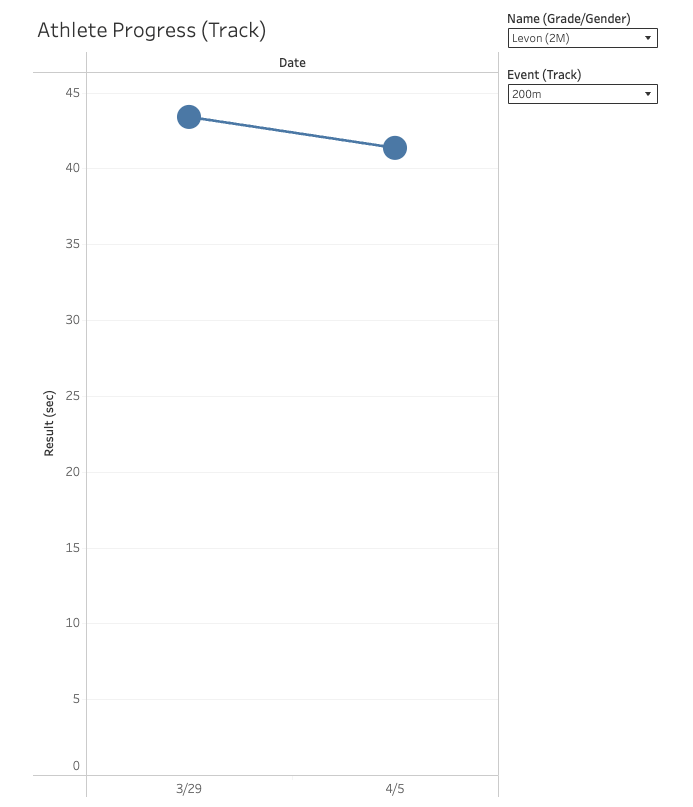 Athlete Progress (Track)
Name (Grade/Gender)
Levon (2M)
Event (Track)
200m
Date
Result (sec)
45
40
35
30
25
20
15
10
5
0
3/29
4/5